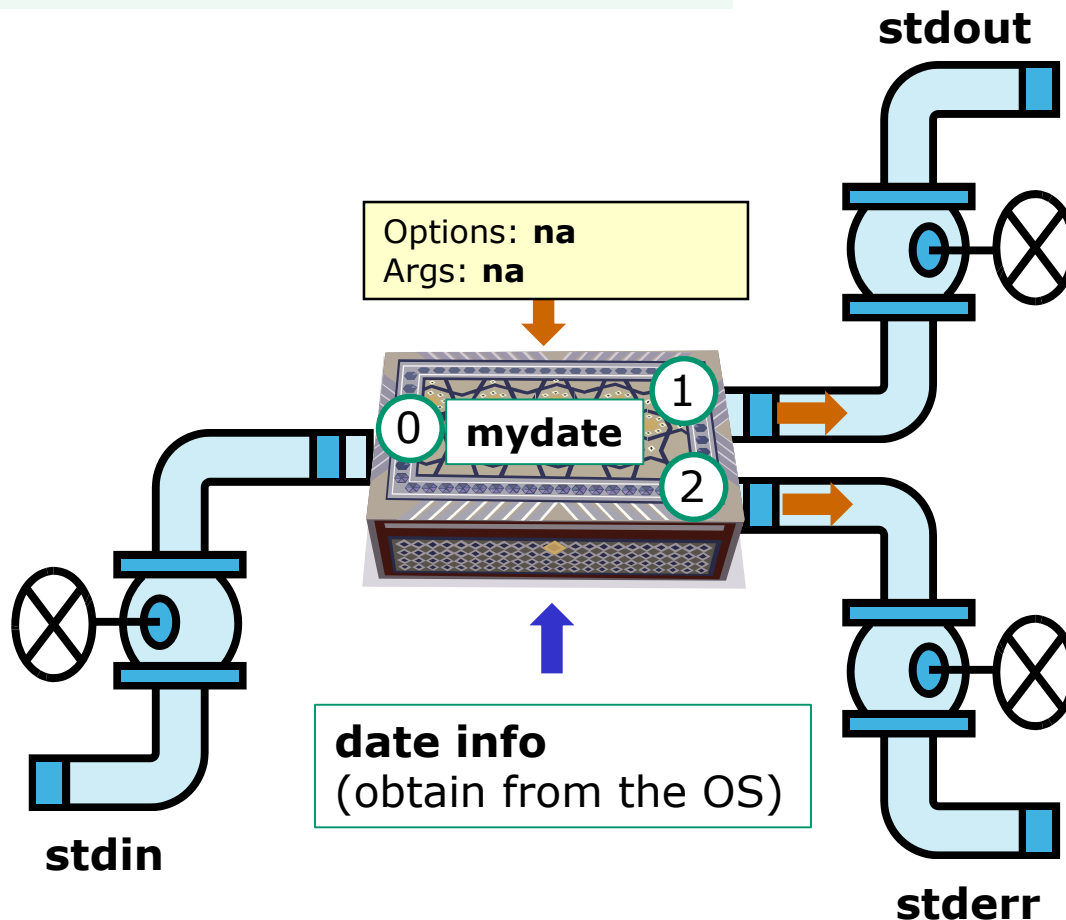 stdout
Options: na
Args: na
1
0
mydate
2
date info
(obtain from the OS)
stdin
stderr